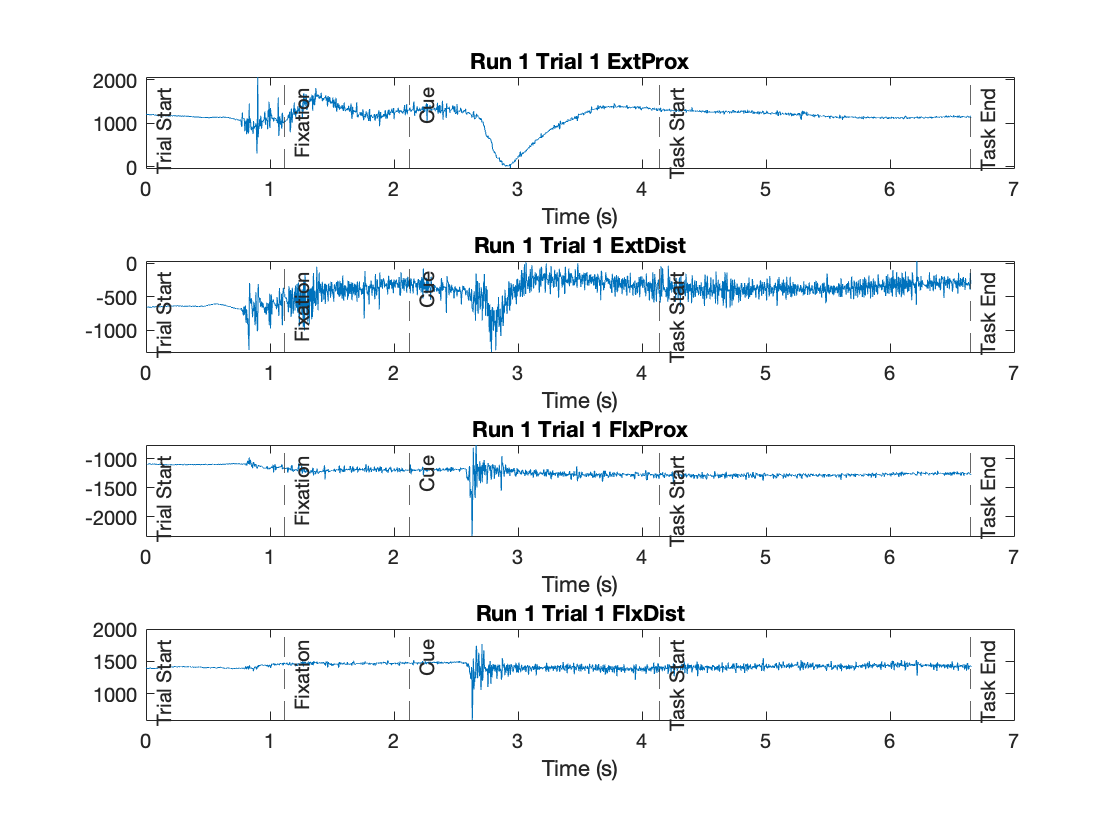 Run 1 Trial 1 ExtProx
2000
1000
0
Trial Start
Fixation
Cue
Task Start
Task End
0 1 2 3 4 5 6 7
Time (s)
Run 1 Trial 1 ExtDist
0
-500
-1000
Trial Start
Fixation
Cue
Task Start
Task End
0 1 2 3 4 5 6 7
Time (s)
Run 1 Trial 1 FlxProx
-1000
-1500
-2000
Trial Start
Fixation
Cue
Task Start
Task End
0 1 2 3 4 5 6 7
Time (s)
Run 1 Trial 1 FlxDist
2000
1500
1000
Trial Start
Fixation
Cue
Task Start
Task End
0 1 2 3 4 5 6 7
Time (s)